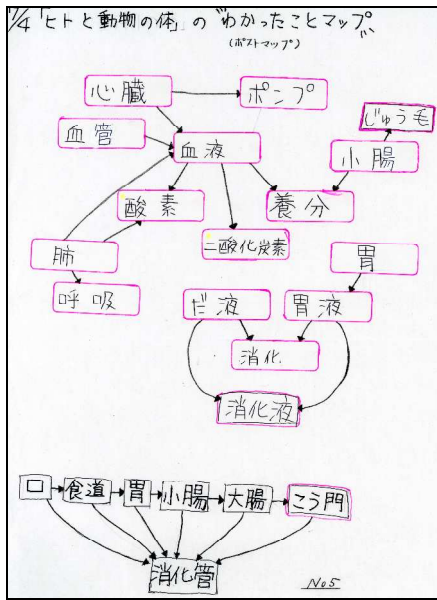 7/4「ヒトと動物の体」の"わかったことマップ"
(ポストマップ)
心臓
ポンプ
じゅう毛
血管
血液
小腸
酸素
養分
二酸化炭素
肺
胃
呼吸
だ液
胃液
消化
消化液
口
食道
胃
小腸
大腸
こう門
消化管
No5